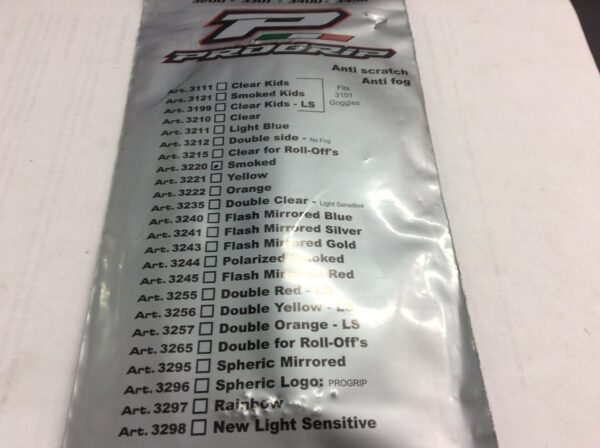 3200 - 3301 - 3400 - 3450
PROGRIP
Anti scratch
Anti fog
Art. 3111 Clear Kids
Art. 3121 Smoked Kids
Art. 3199 Clear Kids - LS
Fits
3101
Goggles
Art. 3210 Clear
Art. 3211 Light Blue
Art. 3212 Double side - No Fog
Art. 3215 Clear for Roll-Off's
Art. 3220 Smoked
Art. 3221 Yellow
Art. 3222 Orange
Art. 3235 Double Clear - Light Sensitive
Art. 3240 Flash Mirrored Blue
Art. 3241 Flash Mirrored Silver
Art. 3243 Flash Mirrored Gold
Art. 3244 Polarized Smoked
Art. 3245 Flash Mirrored Red
Art. 3255 Double Red - LS
Art. 3256 Double Yellow - LS
Art. 3257 Double Orange - LS
Art. 3265 Double for Roll-Off's
Art. 3295 Spheric Mirrored
Art. 3296 Spheric Logo: PROGRIP
Art. 3297 Rainbow
Art. 3298 New Light Sensitive